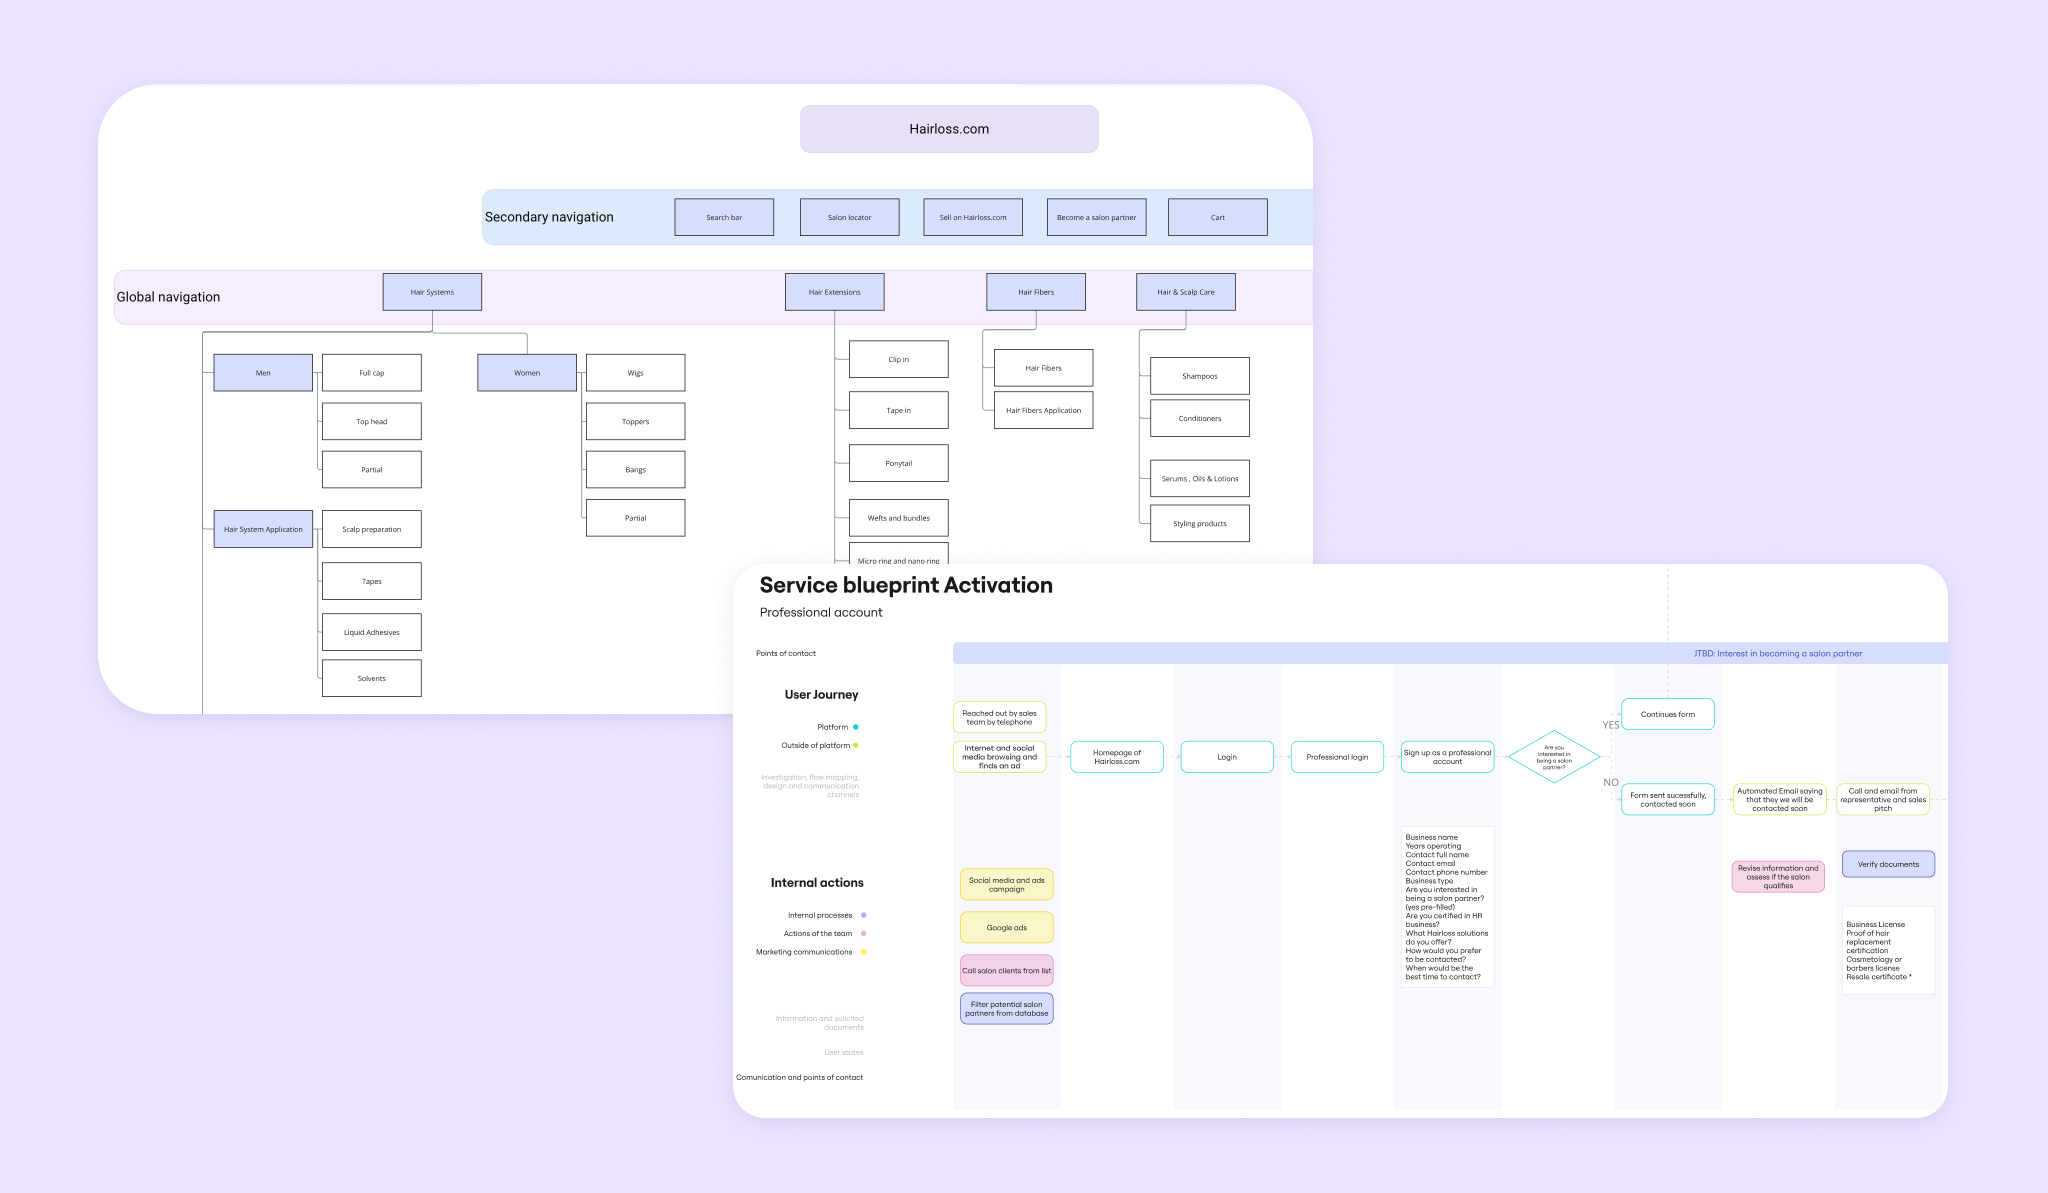 Hairloss.com
Secondary navigation
Search bar
Salon locator
Sell on Hairloss.com
Become a salon partner
Cart
Global navigation
Hair Systems
Hair Extensions
Hair Fibers
Hair & Scalp Care
Men
Full cap
Top head
Partial
Hair System Application
Scalp preparation
Tapes
Liquid Adhesives
Solvents
Women
Wigs
Toppers
Bangs
Partial
Clip in
Tape in
Ponytail
Wefts and bundles
Micro ring and nano ring
Hair Fibers
Hair Fibers Application
Shampoos
Conditioners
Serums , Oils & Lotions
Styling products
Service blueprint Activation
Professional account
Points of contact
JTBD: Interest in becoming a salon partner
User Journey
Platform
Outside of platform
Investigation, flow mapping,
design and communication
channels
Reached out by sales
team by telephone
Internet and social
media browsing and
finds an ad
Homepage of
Hairloss.com
Login
Professional login
Sign up as a professional
account
Are you
interested in
being a salon
partner?
YES
Continues form
NO
Form sent sucessfully,
contacted soon
Automated Email saying
that they we will be
contacted soon
Call and email from
representative and sales
pitch
Internal actions
Internal processes
Actions of the team
Marketing communications
Information and solicited
documents
User states
Comunication and points of contact
Social media and ads
campaign
Google ads
Call salon clients from list
Filter potential salon
partners from database
Business name
Years operating
Contact full name
Contact email
Contact phone number
Business type
Are you interested in
being a salon partner?
(yes pre-filled)
Are you certified in HR
business?
What Hairloss solutions
do you offer?
How would you prefer
to be contacted?
When would be the
best time to contact?
Revise information and
assess if the salon
qualifies
Verify documents
Business License
Proof of hair
replacement
certification
Cosmetology or
barbers license
Resale certificate *